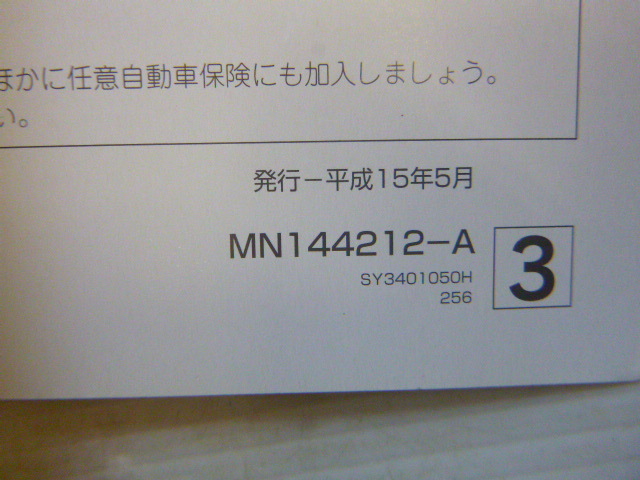 ほかに任意自動車保険にも加入しましょう。
い。
発行－平成15年5月
MN144212－A
3
SY3401050H
256